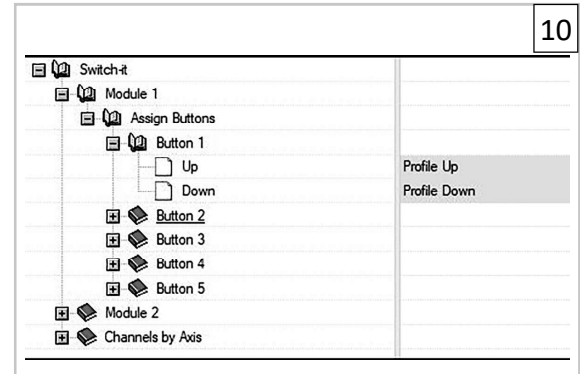 10
Switch-it
Module 1
Assign Buttons
Button 1
Up Profile Up
Down Profile Down
Button 2
Button 3
Button 4
Button 5
Module 2
Channels by Axis